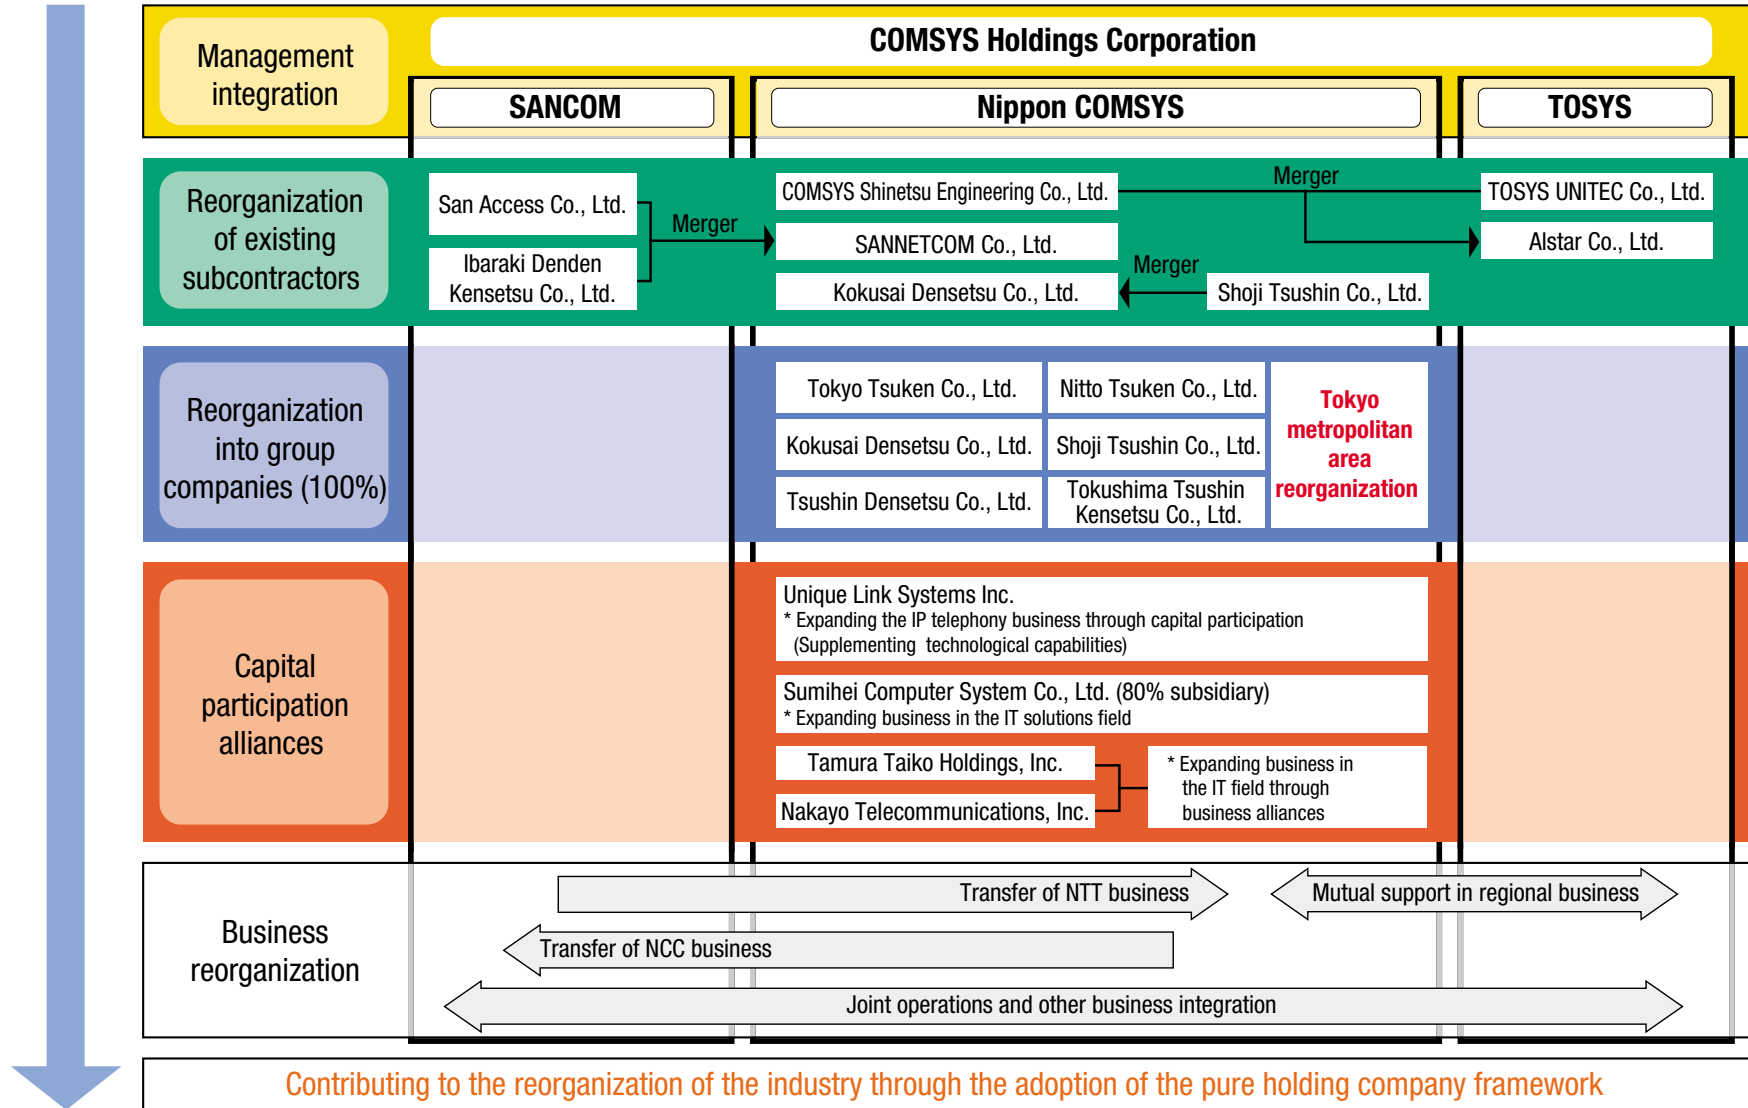 Management
integration
COMSYS Holdings Corporation
SANCOM
Nippon COMSYS
TOSYS
Reorganization
of existing
subcontractors
San Access Co., Ltd.
Ibaraki Denden
Kensetsu Co., Ltd.
Merger
COMSYS Shinetsu Engineering Co., Ltd.
SANNETCOM Co., Ltd.
Kokusai Densetsu Co., Ltd.
Merger
Shoji Tsushin Co., Ltd.
Merger
TOSYS UNITEC Co., Ltd.
Alstar Co., Ltd.
Reorganization
into group
companies (100%)
Tokyo Tsuken Co., Ltd.
Nitto Tsuken Co., Ltd.
Kokusai Densetsu Co., Ltd.
Shoji Tsushin Co., Ltd.
Tsushin Densetsu Co., Ltd.
Tokushima Tsushin
Kensetsu Co., Ltd.
Tokyo
metropolitan
area
reorganization
Capital
participation
alliances
Unique Link Systems Inc.
* Expanding the IP telephony business through capital participation
(Supplementing technological capabilities)
Sumihei Computer System Co., Ltd. (80% subsidiary)
* Expanding business in the IT solutions field
Tamura Taiko Holdings, Inc.
Nakayo Telecommunications, Inc.
* Expanding business in
the IT field through
business alliances
Business
reorganization
Transfer of NTT business
Mutual support in regional business
Transfer of NCC business
Joint operations and other business integration
Contributing to the reorganization of the industry through the adoption of the pure holding company framework